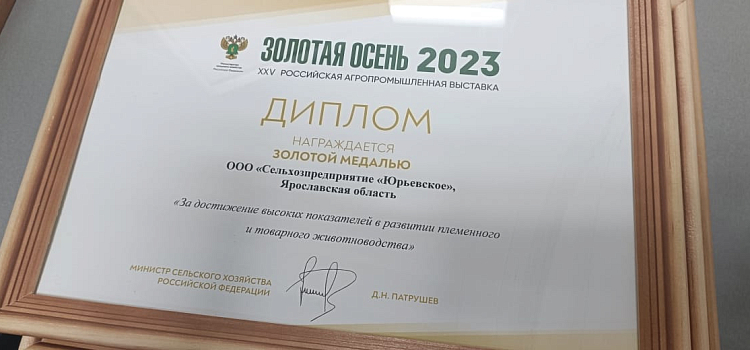 ЗОЛОТАЯ ОСЕНЬ 2023
XXV РОССИЙСКАЯ АГРОПРОМЫШЛЕННАЯ ВЫСТАВКА
ДИПЛОМ
НАГРАЖДАЕТСЯ
ЗОЛОТОЙ МЕДАЛЬЮ
ООО «Сельхозпредприятие «Юрьевское»,
Ярославская область
«За достижение высоких показателей в развитии племенного
и товарного животноводства»
МИНИСТР СЕЛЬСКОГО ХОЗЯЙСТВА
РОССИЙСКОЙ ФЕДЕРАЦИИ
Д.Н. ПАТРУШЕВ